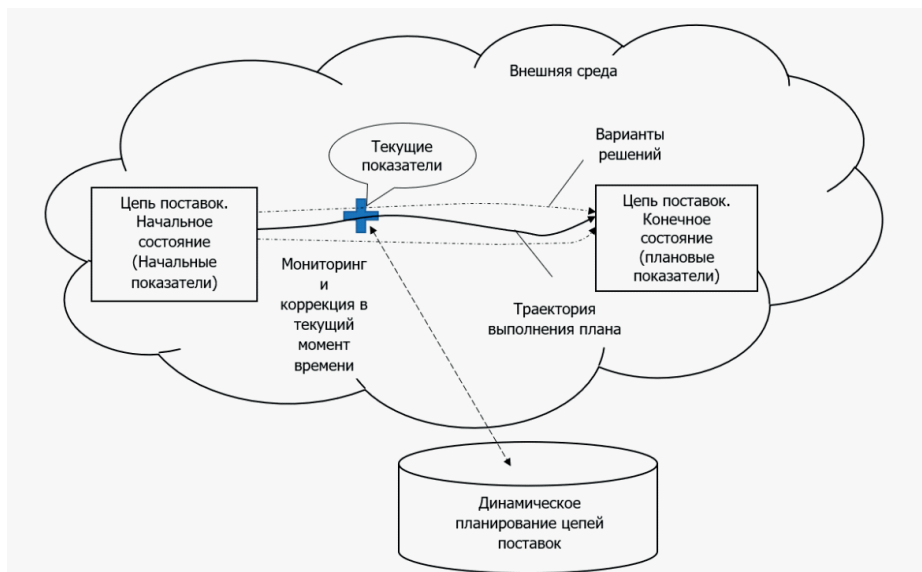 Внешняя среда
Варианты
решений
Текущие
показатели
Цепь поставок.
Начальное
состояние
(Начальные
показатели)
Цепь поставок.
Конечное
состояние
(плановые
показатели)
Мониторинг
и
коррекция в
текущий
момент
времени
Траектория
выполнения плана
Динамическое
планирование цепей
поставок